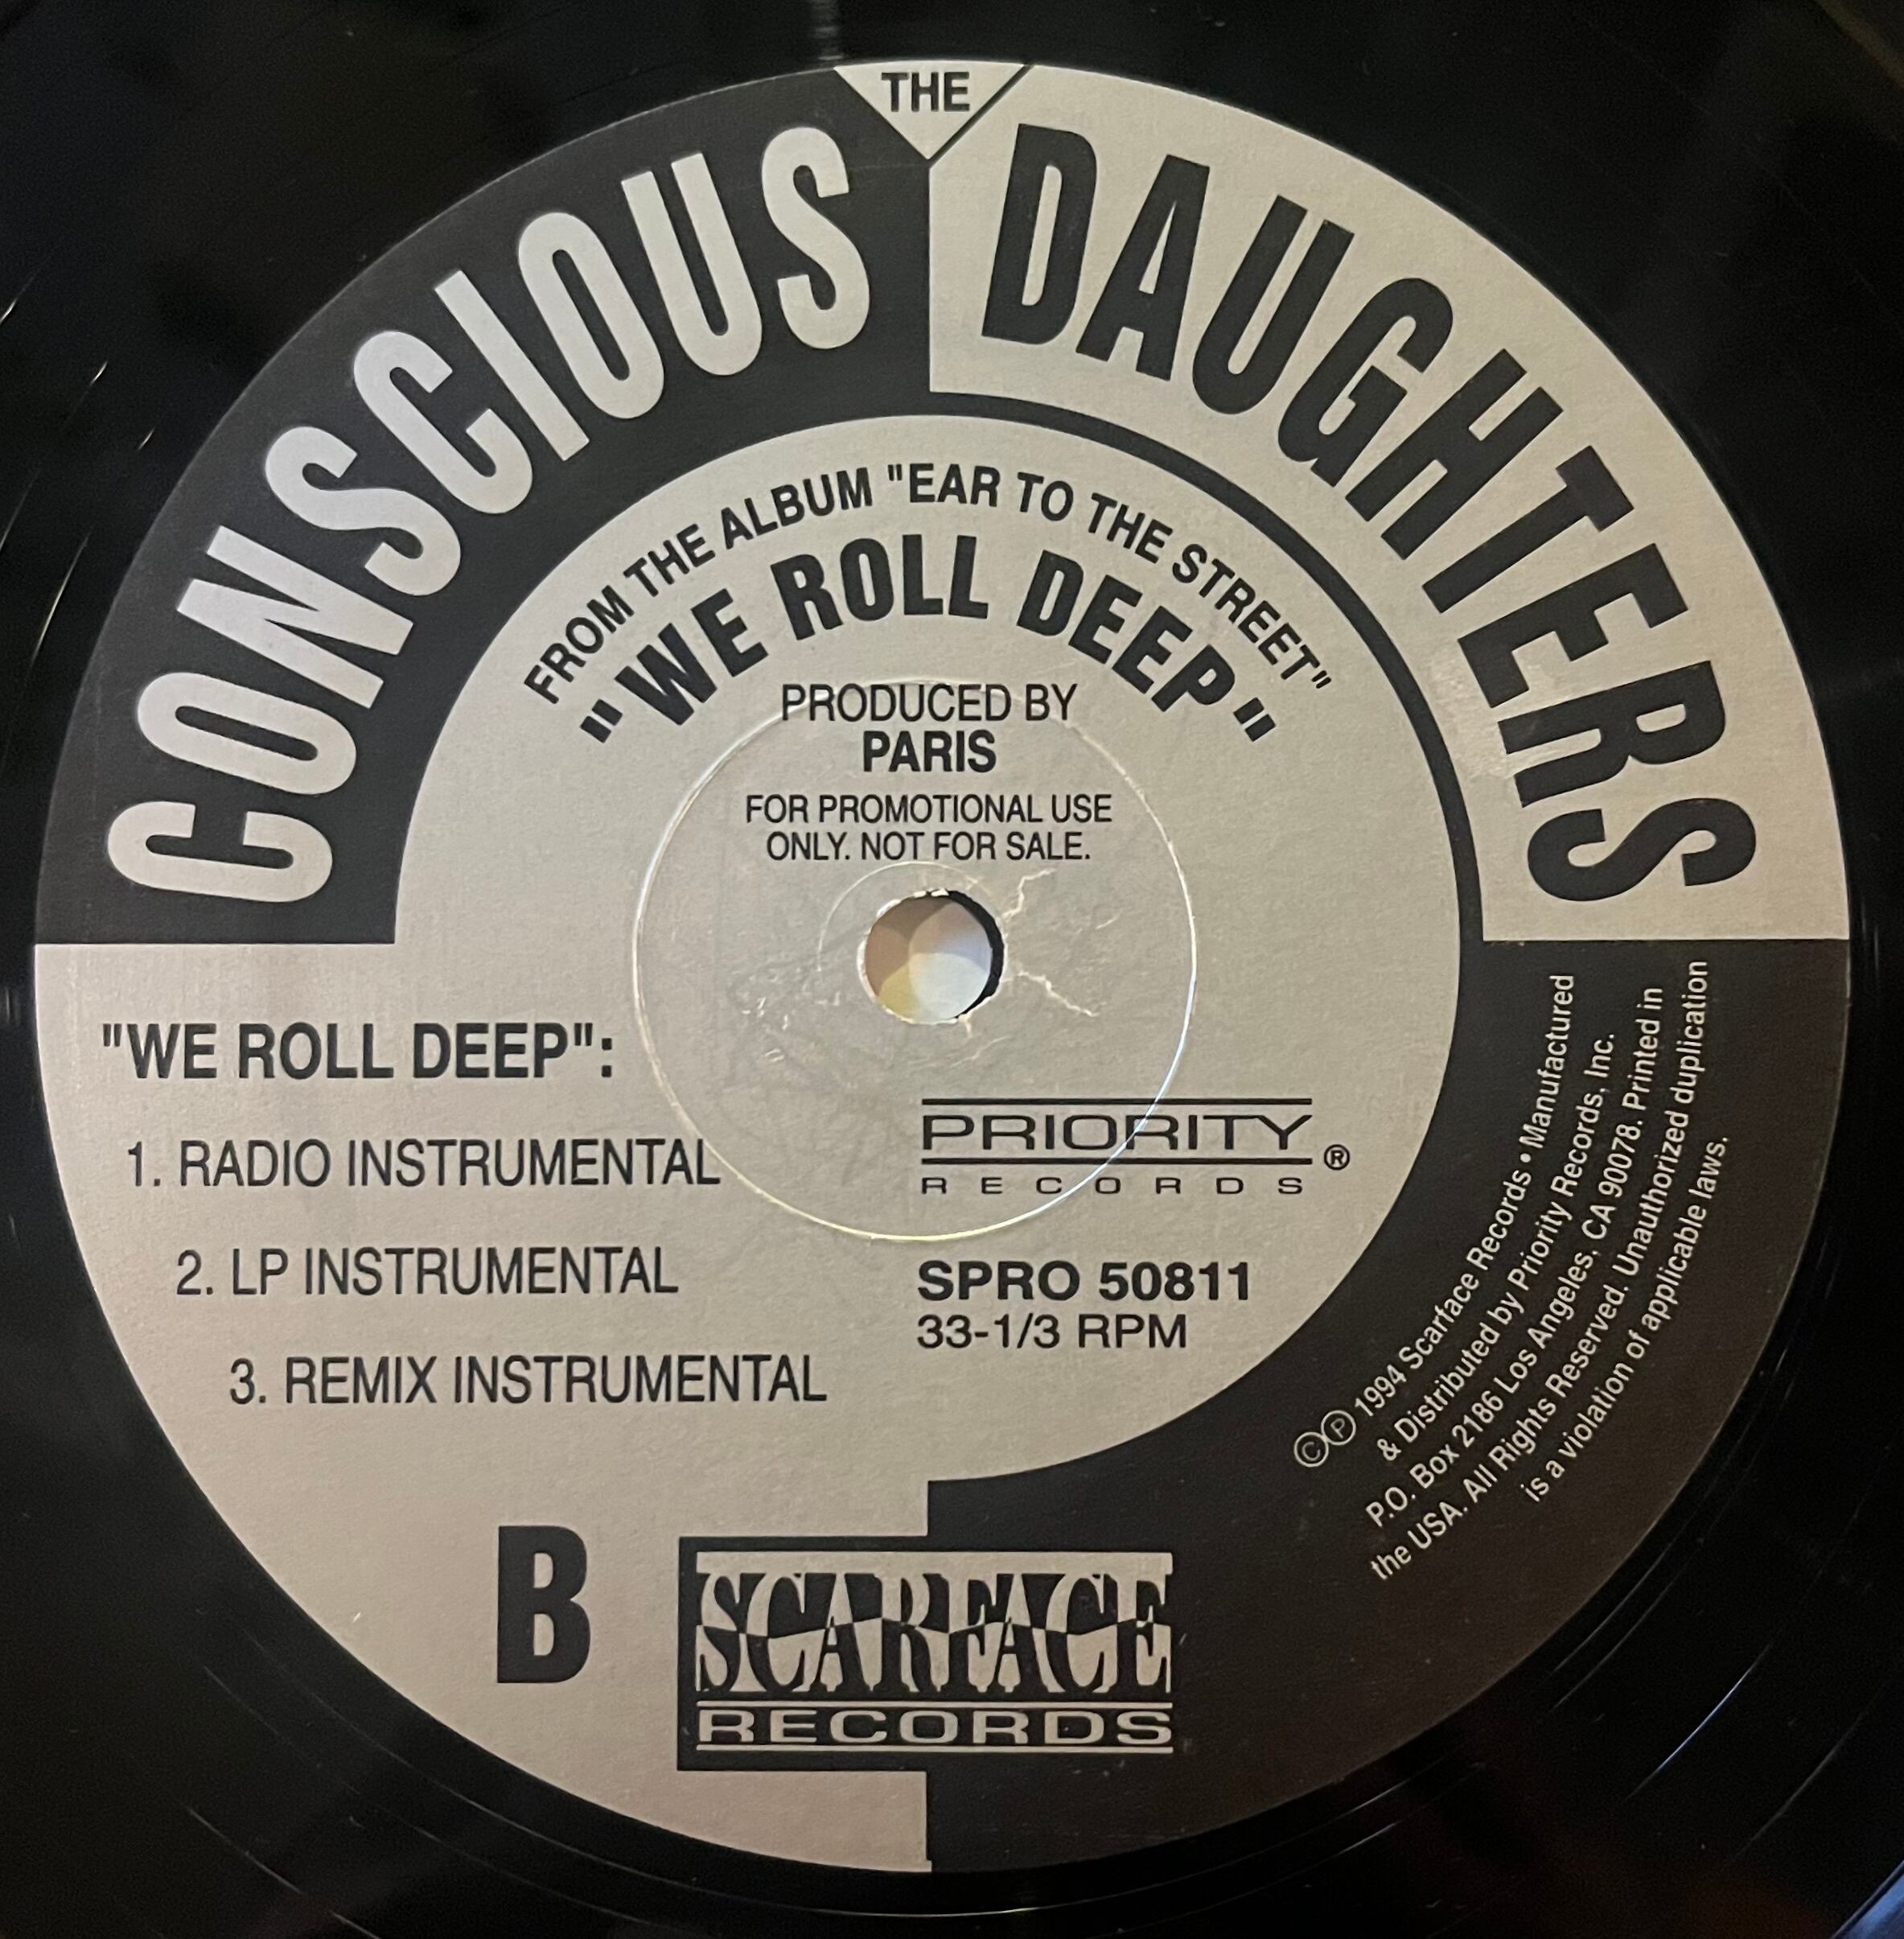 THE
CONSCIOUS DAUGHTERS
FROM THE ALBUM "EAR TO THE STREET"
"WE ROLL DEEP"
PRODUCED BY
PARIS
FOR PROMOTIONAL USE
ONLY. NOT FOR SALE.
"WE ROLL DEEP":
1. RADIO INSTRUMENTAL
2. LP INSTRUMENTAL
3. REMIX INSTRUMENTAL
PRIORITY ®
RECORDS
SPRO 50811
33-1/3 RPM
B
SCARFACE
RECORDS
©℗ 1994 Scarface Records • Manufactured
& Distributed by Priority Records, Inc.
P.O. Box 2186 Los Angeles, CA 90078. Printed in
the USA. All Rights Reserved. Unauthorized duplication
is a violation of applicable laws.